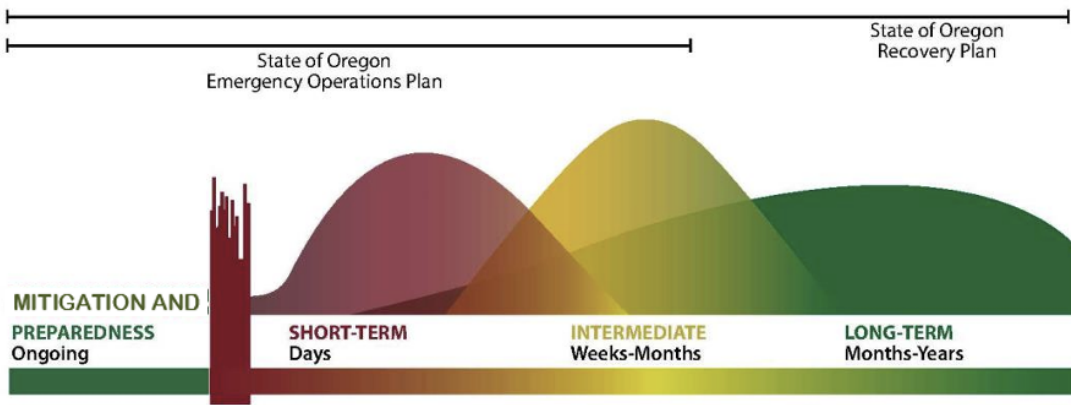 State of Oregon
Recovery Plan
State of Oregon
Emergency Operations Plan
MITIGATION AND
PREPAREDNESS
Ongoing
SHORT-TERM
Days
INTERMEDIATE
Weeks-Months
LONG-TERM
Months-Years